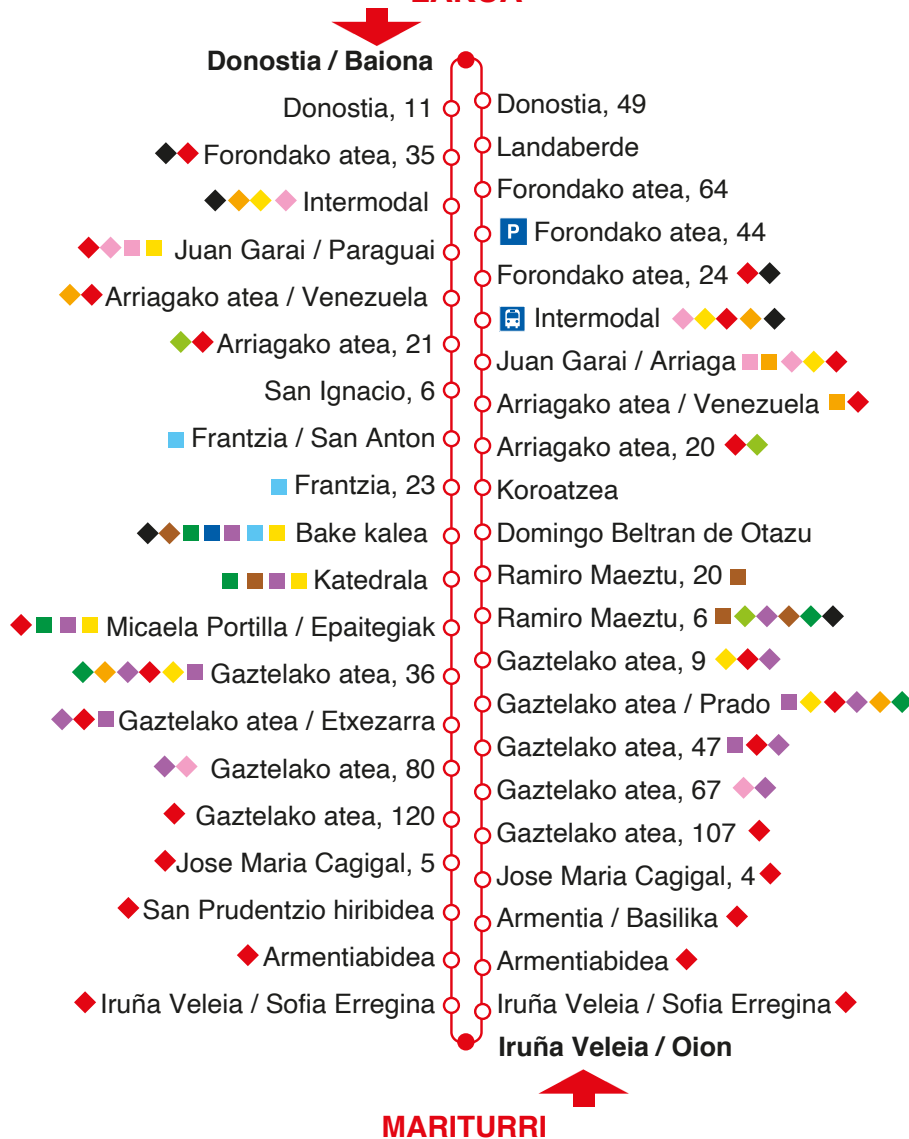 Donostia / Baiona
Donostia, 11
Forondako atea, 35
Intermodal
Juan Garai / Paraguai
Arriagako atea / Venezuela
Arriagako atea, 21
San Ignacio, 6
Frantzia / San Anton
Frantzia, 23
Bake kalea
Katedrala
Micaela Portilla / Epaitegiak
Gaztelako atea, 36
Gaztelako atea / Etxezarra
Gaztelako atea, 80
Gaztelako atea, 120
Jose Maria Cagigal, 5
San Prudentzio hiribidea
Armentiabidea
Iruña Veleia / Sofia Erregina
Donostia, 49
Landaberde
Forondako atea, 64
P Forondako atea, 44
Forondako atea, 24
Intermodal
Juan Garai / Arriaga
Arriagako atea / Venezuela
Arriagako atea, 20
Koroatzea
Domingo Beltran de Otazu
Ramiro Maeztu, 20
Ramiro Maeztu, 6
Gaztelako atea, 9
Gaztelako atea / Prado
Gaztelako atea, 47
Gaztelako atea, 67
Gaztelako atea, 107
Jose Maria Cagigal, 4
Armentia / Basilika
Armentiabidea
Iruña Veleia / Sofia Erregina
Iruña Veleia / Oion
MARITURRI